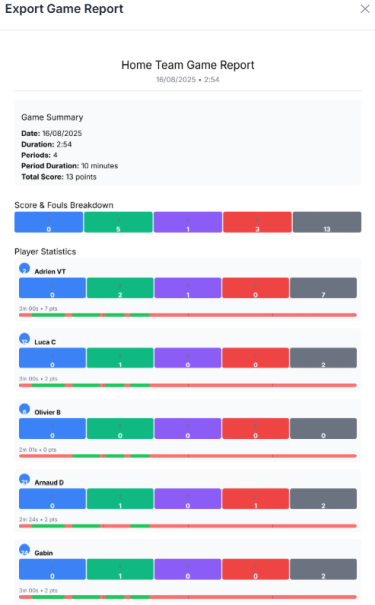 Export Game Report
Home Team Game Report
16/08/2025 • 2:54
Game Summary
Date: 16/08/2025
Duration: 2:54
Periods: 4
Period Duration: 10 minutes
Total Score: 13 points
Score & Fouls Breakdown
0 5 1 3 13
Player Statistics
Adrien VT
0 2 1 0 7
3m 00s • 7 pts
Luca C
0 1 0 0 2
3m 00s • 2 pts
Olivier B
0 0 0 0 0
2m 01s • 0 pts
Arnaud D
0 1 0 1 2
2m 24s • 2 pts
Gabin
0 1 0 0 2
3m 00s • 2 pts